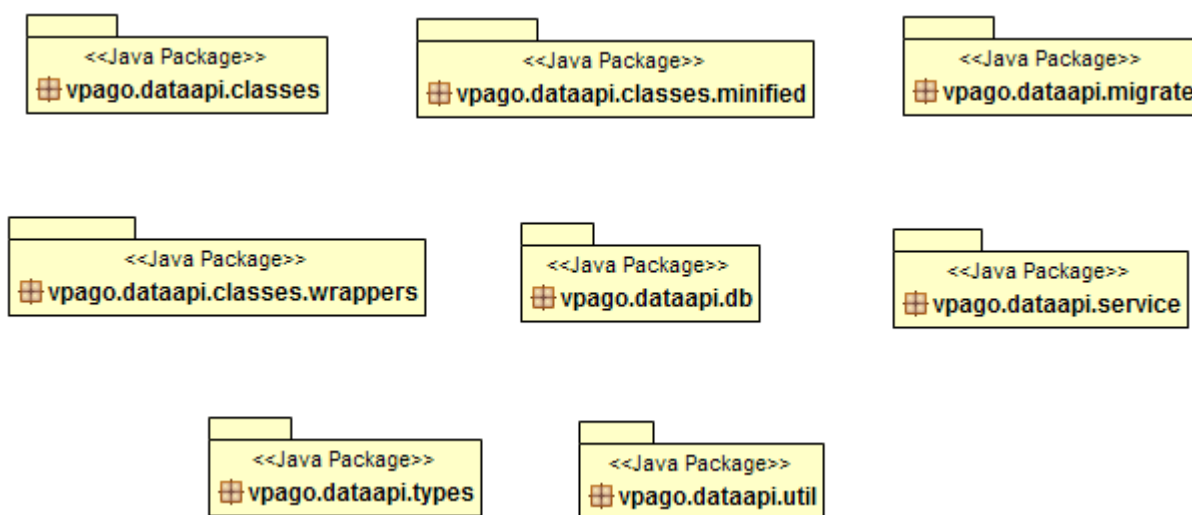 <<Java Package>>
vpago.dataapi.classes
<<Java Package>>
vpago.dataapi.classes.minified
<<Java Package>>
vpago.dataapi.migrate
<<Java Package>>
vpago.dataapi.classes.wrappers
<<Java Package>>
vpago.dataapi.db
<<Java Package>>
vpago.dataapi.service
<<Java Package>>
vpago.dataapi.types
<<Java Package>>
vpago.dataapi.util